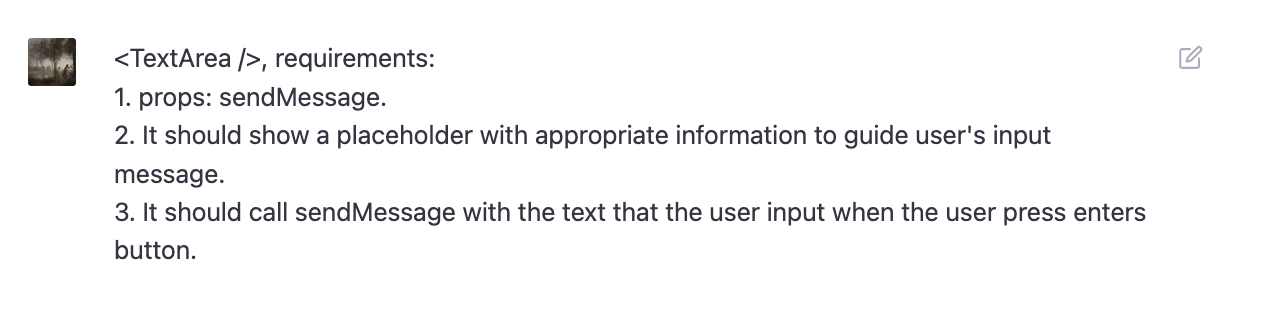 <TextArea />, requirements:
1. props: sendMessage.
2. It should show a placeholder with appropriate information to guide user's input
message.
3. It should call sendMessage with the text that the user input when the user press enters
button.